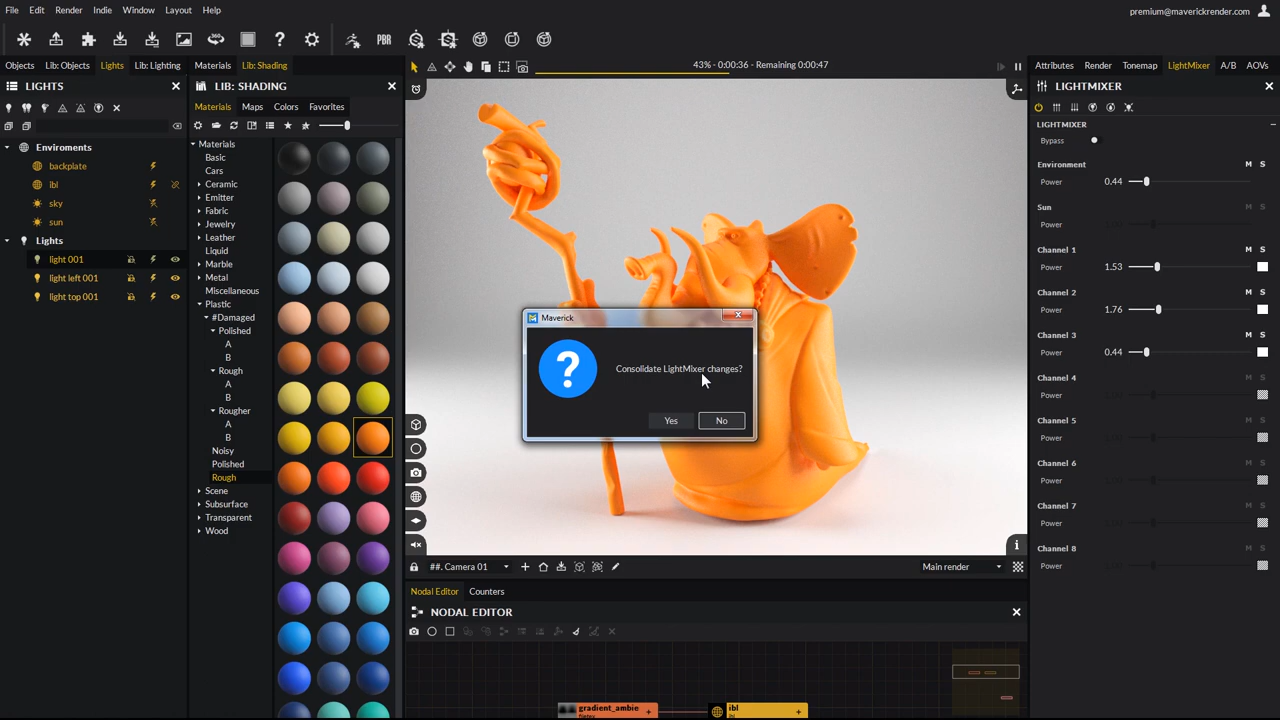 File Edit Render Indie Window Layout Help
premium@maverickrender.com
PBR
Objects Lib: Objects Lights Lib: Lighting
Materials Lib: Shading
43% - 0:00:36 - Remaining 0:00:47
Attributes Render Tonemap LightMixer A/B AOVs
LIGHTS
LIB: SHADING
LIGHTMIXER
Materials Maps Colors Favorites
LIGHTMIXER
Bypass
Enviroments
backplate
ibl
sky
sun
Lights
light 001
light left 001
light top 001
Materials
Basic
Cars
Ceramic
Emitter
Fabric
Jewelry
Leather
Liquid
Marble
Metal
Miscellaneous
Plastic
#Damaged
Polished
A
B
Rough
A
B
Rougher
A
B
Noisy
Polished
Rough
Scene
Subsurface
Transparent
Wood
Maverick
Consolidate LightMixer changes?
Yes No
##. Camera 01
Main render
Nodal Editor Counters
NODAL EDITOR
gradient_ambie
ibl
Environment M S
Power 0.44
Sun M S
Power
Channel 1 M S
Power 1.53
Channel 2 M S
Power 1.76
Channel 3 M S
Power 0.44
Channel 4 M S
Power
Channel 5 M S
Power
Channel 6 M S
Power
Channel 7 M S
Power
Channel 8 M S
Power